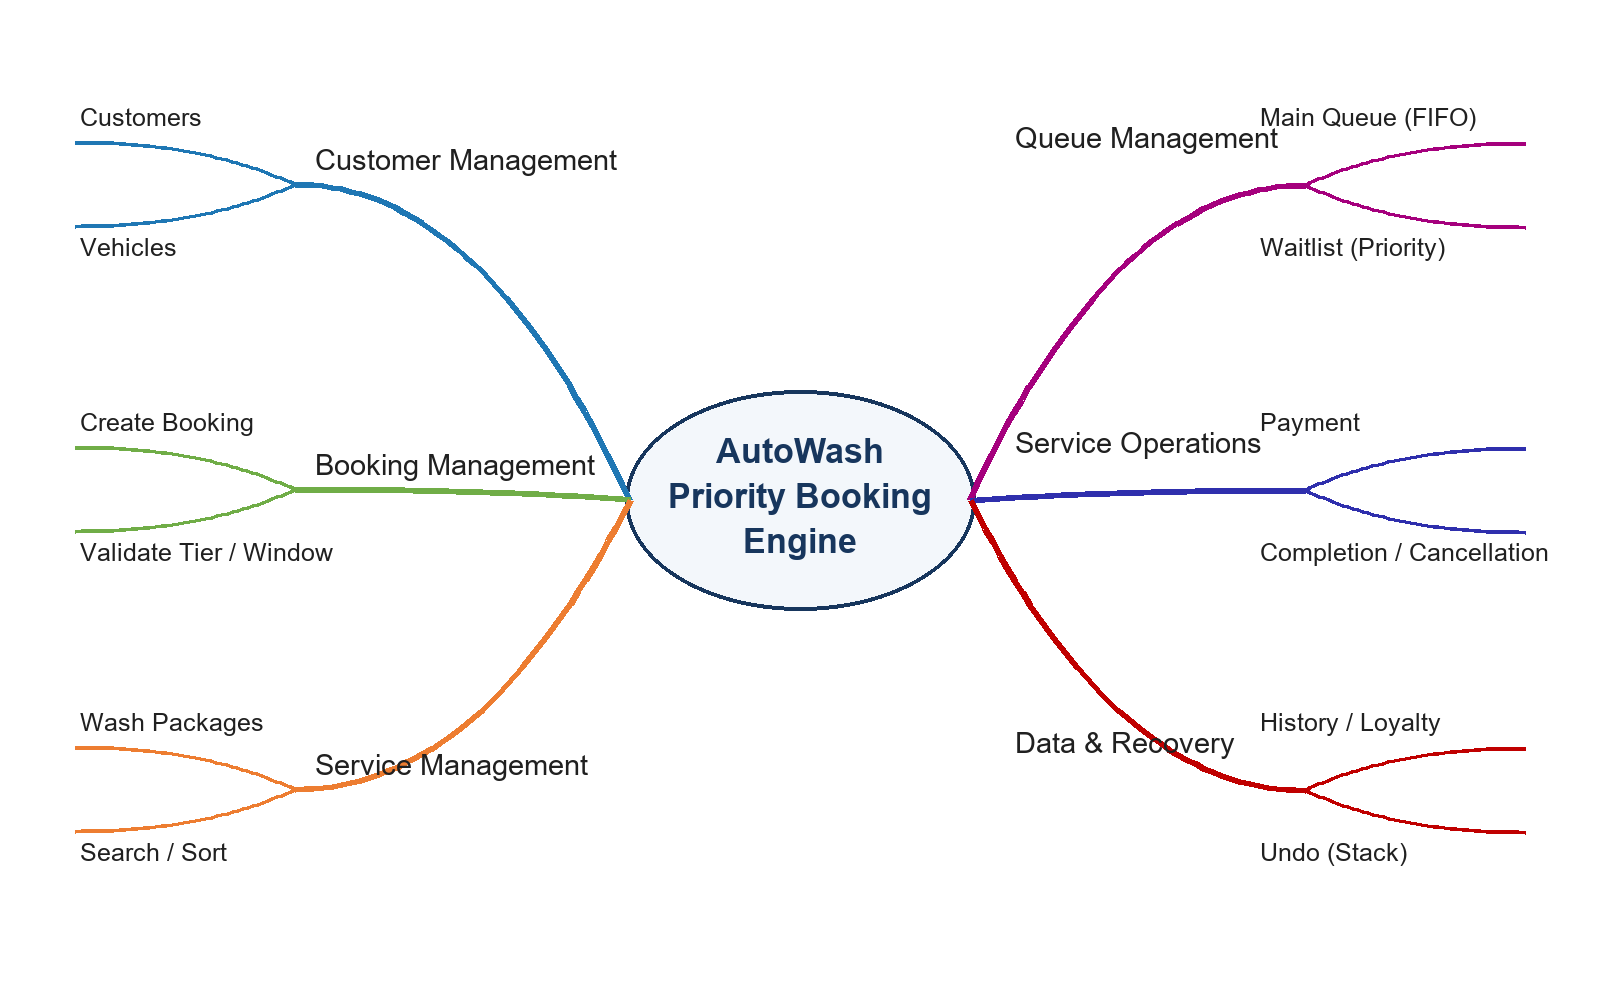 Customers
Customer Management
Vehicles
Create Booking
Booking Management
Validate Tier / Window
Wash Packages
Service Management
Search / Sort
AutoWash
Priority Booking
Engine
Main Queue (FIFO)
Queue Management
Waitlist (Priority)
Payment
Service Operations
Completion / Cancellation
History / Loyalty
Data & Recovery
Undo (Stack)